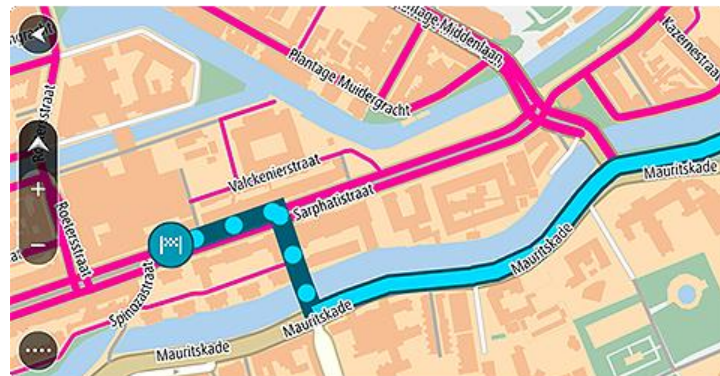 Plantage Middenlaan
Kazernestraat
Plantage Muidergracht
Roetersstraat
Valckenierstraat
Sarphatistraat
Mauritskade
Mauritskade
Roetersstraat
Spinozastraat
Mauritskade
Mauritskade